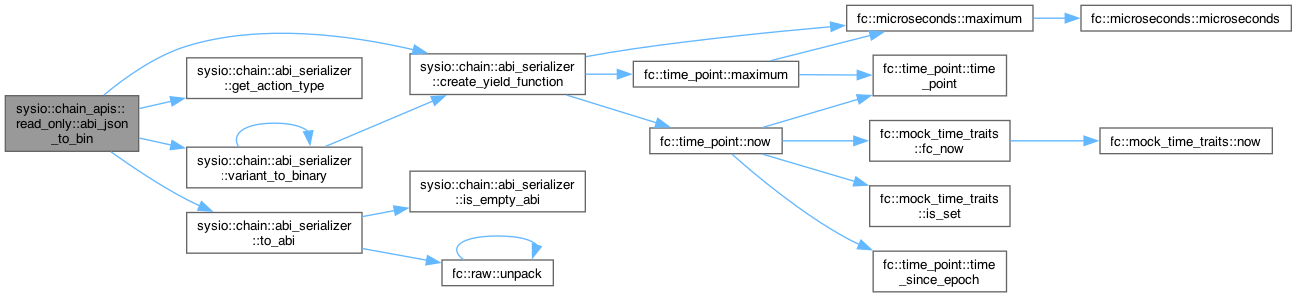 sysio::chain_apis::
read_only::abi_json
_to_bin
sysio::chain::abi_serializer
::get_action_type
sysio::chain::abi_serializer
::variant_to_binary
sysio::chain::abi_serializer
::to_abi
sysio::chain::abi_serializer
::create_yield_function
sysio::chain::abi_serializer
::is_empty_abi
fc::raw::unpack
fc::time_point::maximum
fc::time_point::now
fc::microseconds::maximum
fc::time_point::time
_point
fc::mock_time_traits
::fc_now
fc::mock_time_traits
::is_set
fc::time_point::time
_since_epoch
fc::microseconds::microseconds
fc::mock_time_traits::now